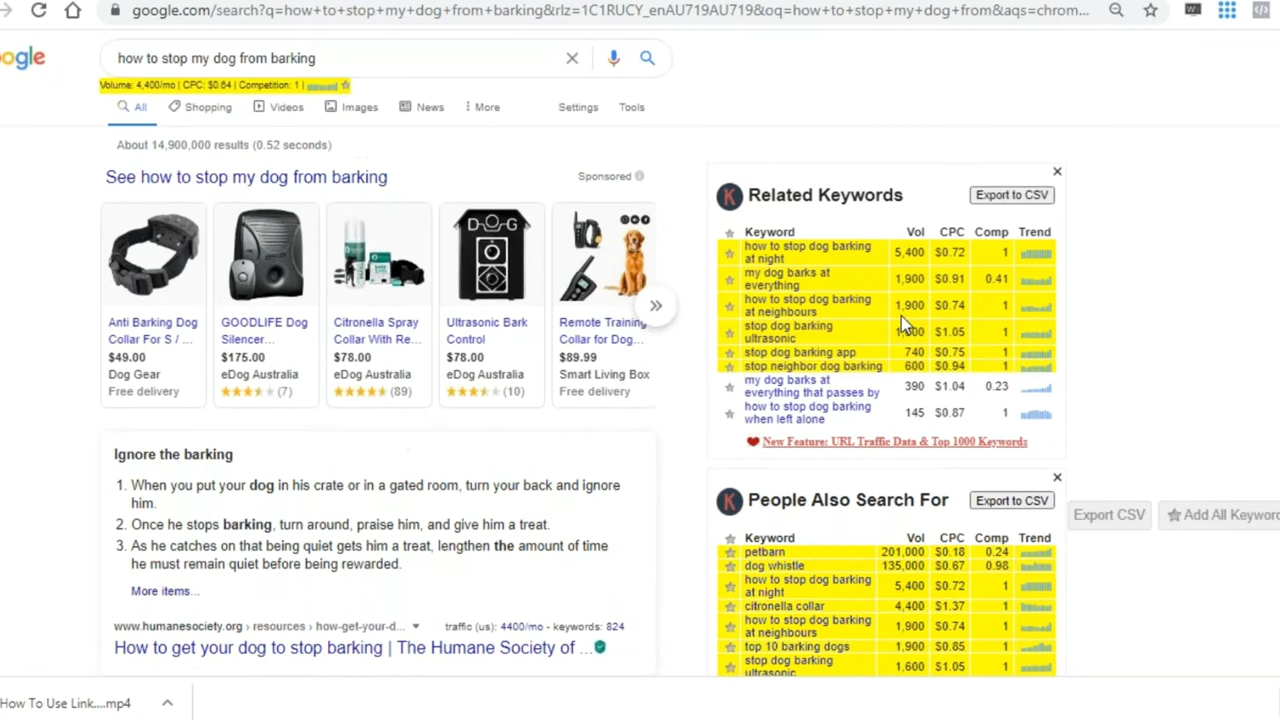 google.com/search?q=how+to+stop+my+dog+from+barking&rlz=1C1RUCY_enAU719AU719&oq=how+to+stop+my+dog+from&aqs=chrom...
ogle
how to stop my dog from barking
Volume: 4,400/mo | CPC: $0.64 | Competition: 1 |
All Shopping Videos Images News More Settings Tools
About 14,900,000 results (0.52 seconds)
See how to stop my dog from barking
Sponsored
DOG
Anti Barking Dog
Collar For S / ...
$49.00
Dog Gear
Free delivery
(7)
GOODLIFE Dog
Silencer...
$175.00
eDog Australia
Citronella Spray
Collar With Re...
$78.00
eDog Australia
(89)
Ultrasonic Bark
Control
$78.00
eDog Australia
(10)
Remote Training
Collar for Dog...
$89.99
Smart Living Box
Free delivery
Ignore the barking
1. When you put your dog in his crate or in a gated room, turn your back and ignore
him.
2. Once he stops barking, turn around, praise him, and give him a treat.
3. As he catches on that being quiet gets him a treat, lengthen the amount of time
he must remain quiet before being rewarded.
More items...
www.humanesociety.org › resources › how-get-your-d... traffic (us): 4400/mo - keywords: 824
How to get your dog to stop barking | The Humane Society of ...
K Related Keywords Export to CSV
Keyword Vol CPC Comp Trend
how to stop dog barking
at night 5,400 $0.72 1
my dog barks at
everything 1,900 $0.91 0.41
how to stop dog barking
at neighbours 1,900 $0.74 1
stop dog barking
ultrasonic $1.05 1
stop dog barking app 740 $0.75 1
stop neighbor dog barking 600 $0.94 1
my dog barks at
everything that passes by 390 $1.04 0.23
how to stop dog barking
when left alone 145 $0.87 1
New Feature: URL Traffic Data & Top 1000 Keywords
K People Also Search For Export to CSV
Keyword Vol CPC Comp Trend
petbarn 201,000 $0.18 0.24
dog whistle 135,000 $0.67 0.98
how to stop dog barking
at night 5,400 $0.72 1
citronella collar 4,400 $1.37 1
how to stop dog barking
at neighbours 1,900 $0.74 1
top 10 barking dogs 1,900 $0.85 1
stop dog barking
ultrasonic 1,600 $1.05 1
Export CSV Add All Keyword
How To Use Link....mp4